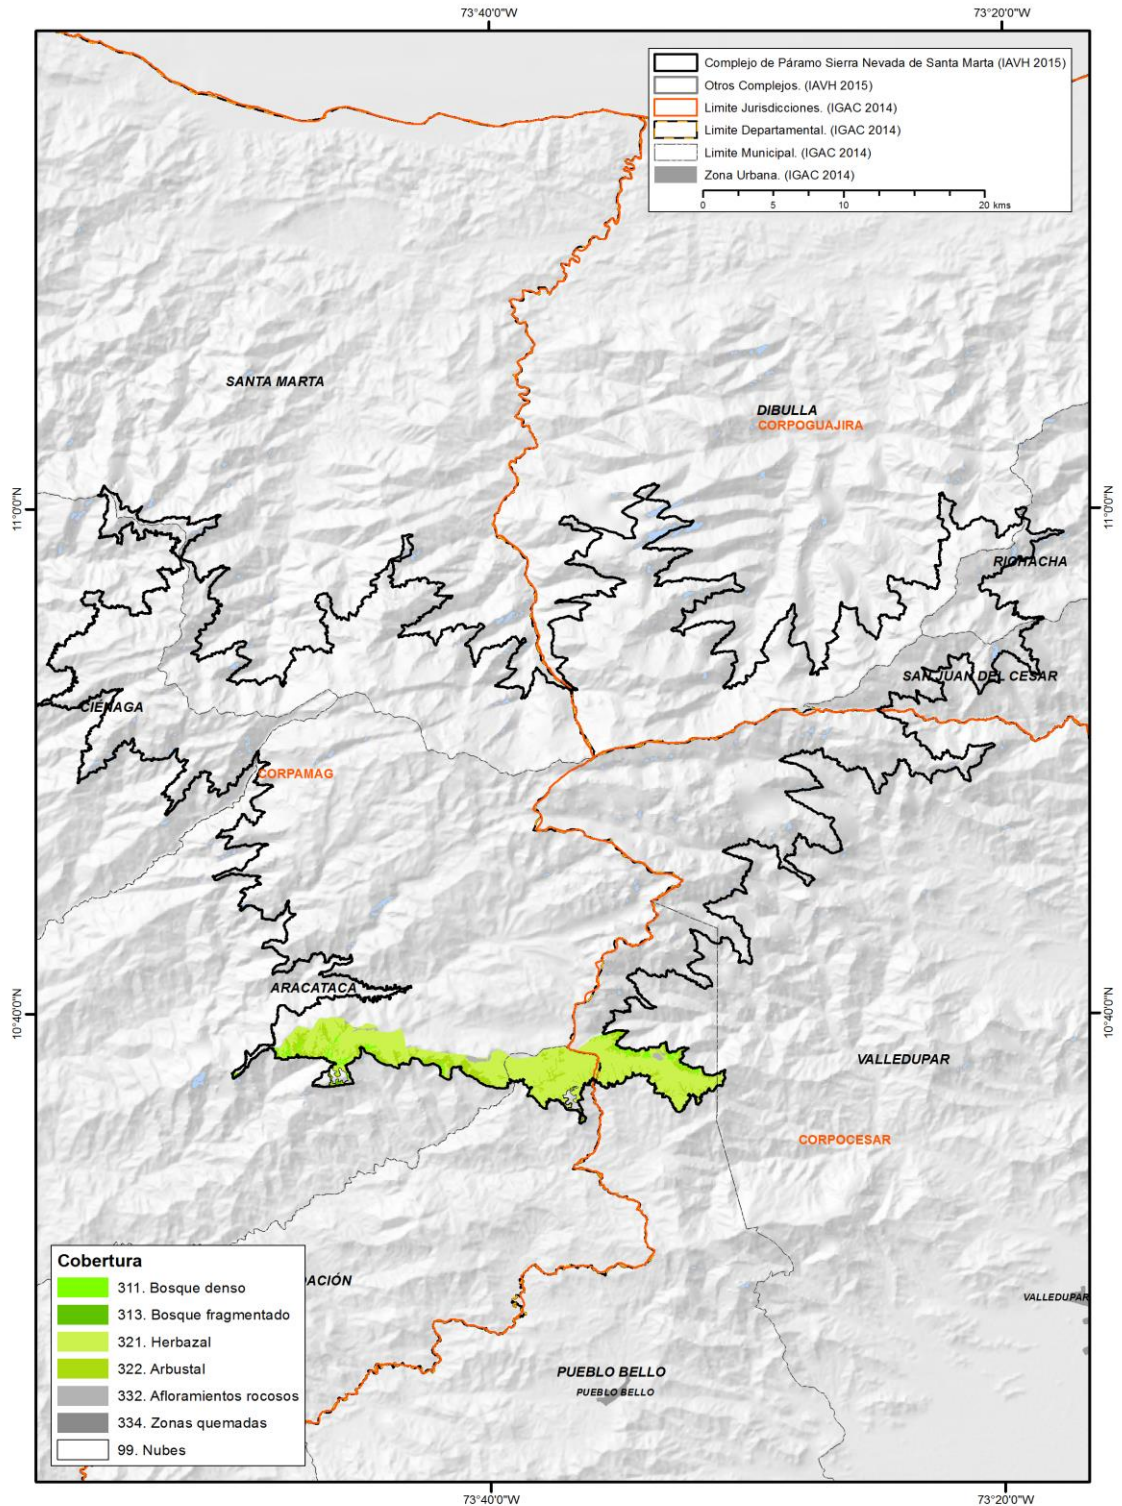 73°40'0"W
73°20'0"W
Complejo de Páramo Sierra Nevada de Santa Marta (IAVH 2015)
Otros Complejos. (IAVH 2015)
Limite Jurisdicciones. (IGAC 2014)
Limite Departamental. (IGAC 2014)
Limite Municipal. (IGAC 2014)
Zona Urbana. (IGAC 2014)
0 5 10 20 kms
SANTA MARTA
DIBULLA
CORPOGUAJIRA
11°0'0"N
11°0'0"N
RIOHACHA
SAN JUAN DEL CESAR
CIÉNAGA
CORPAMAG
ARACATACA
10°40'0"N
10°40'0"N
VALLEDUPAR
CORPOCESAR
Cobertura
311. Bosque denso
313. Bosque fragmentado
321. Herbazal
322. Arbustal
332. Afloramientos rocosos
334. Zonas quemadas
99. Nubes
DACIÓN
VALLEDUPAR
PUEBLO BELLO
PUEBLO BELLO
73°40'0"W
73°20'0"W